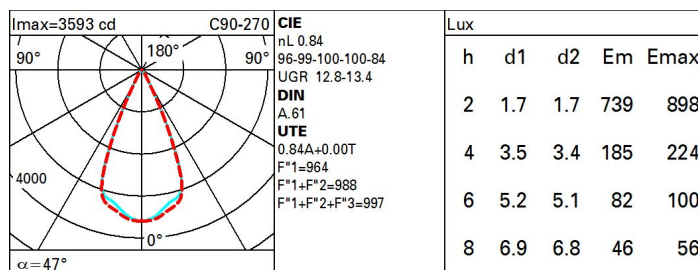 Imax=3593 cd C90-270
90° 180° 90°
4000
0°
α=47°
CIE
nL 0.84
96-99-100-100-84
UGR 12.8-13.4
DIN
A.61
UTE
0.84A+0.00T
F"1=964
F"1+F"2=988
F"1+F"2+F"3=997
Lux
h d1 d2 Em Emax
2 1.7 1.7 739 898
4 3.5 3.4 185 224
6 5.2 5.1 82 100
8 6.9 6.8 46 56